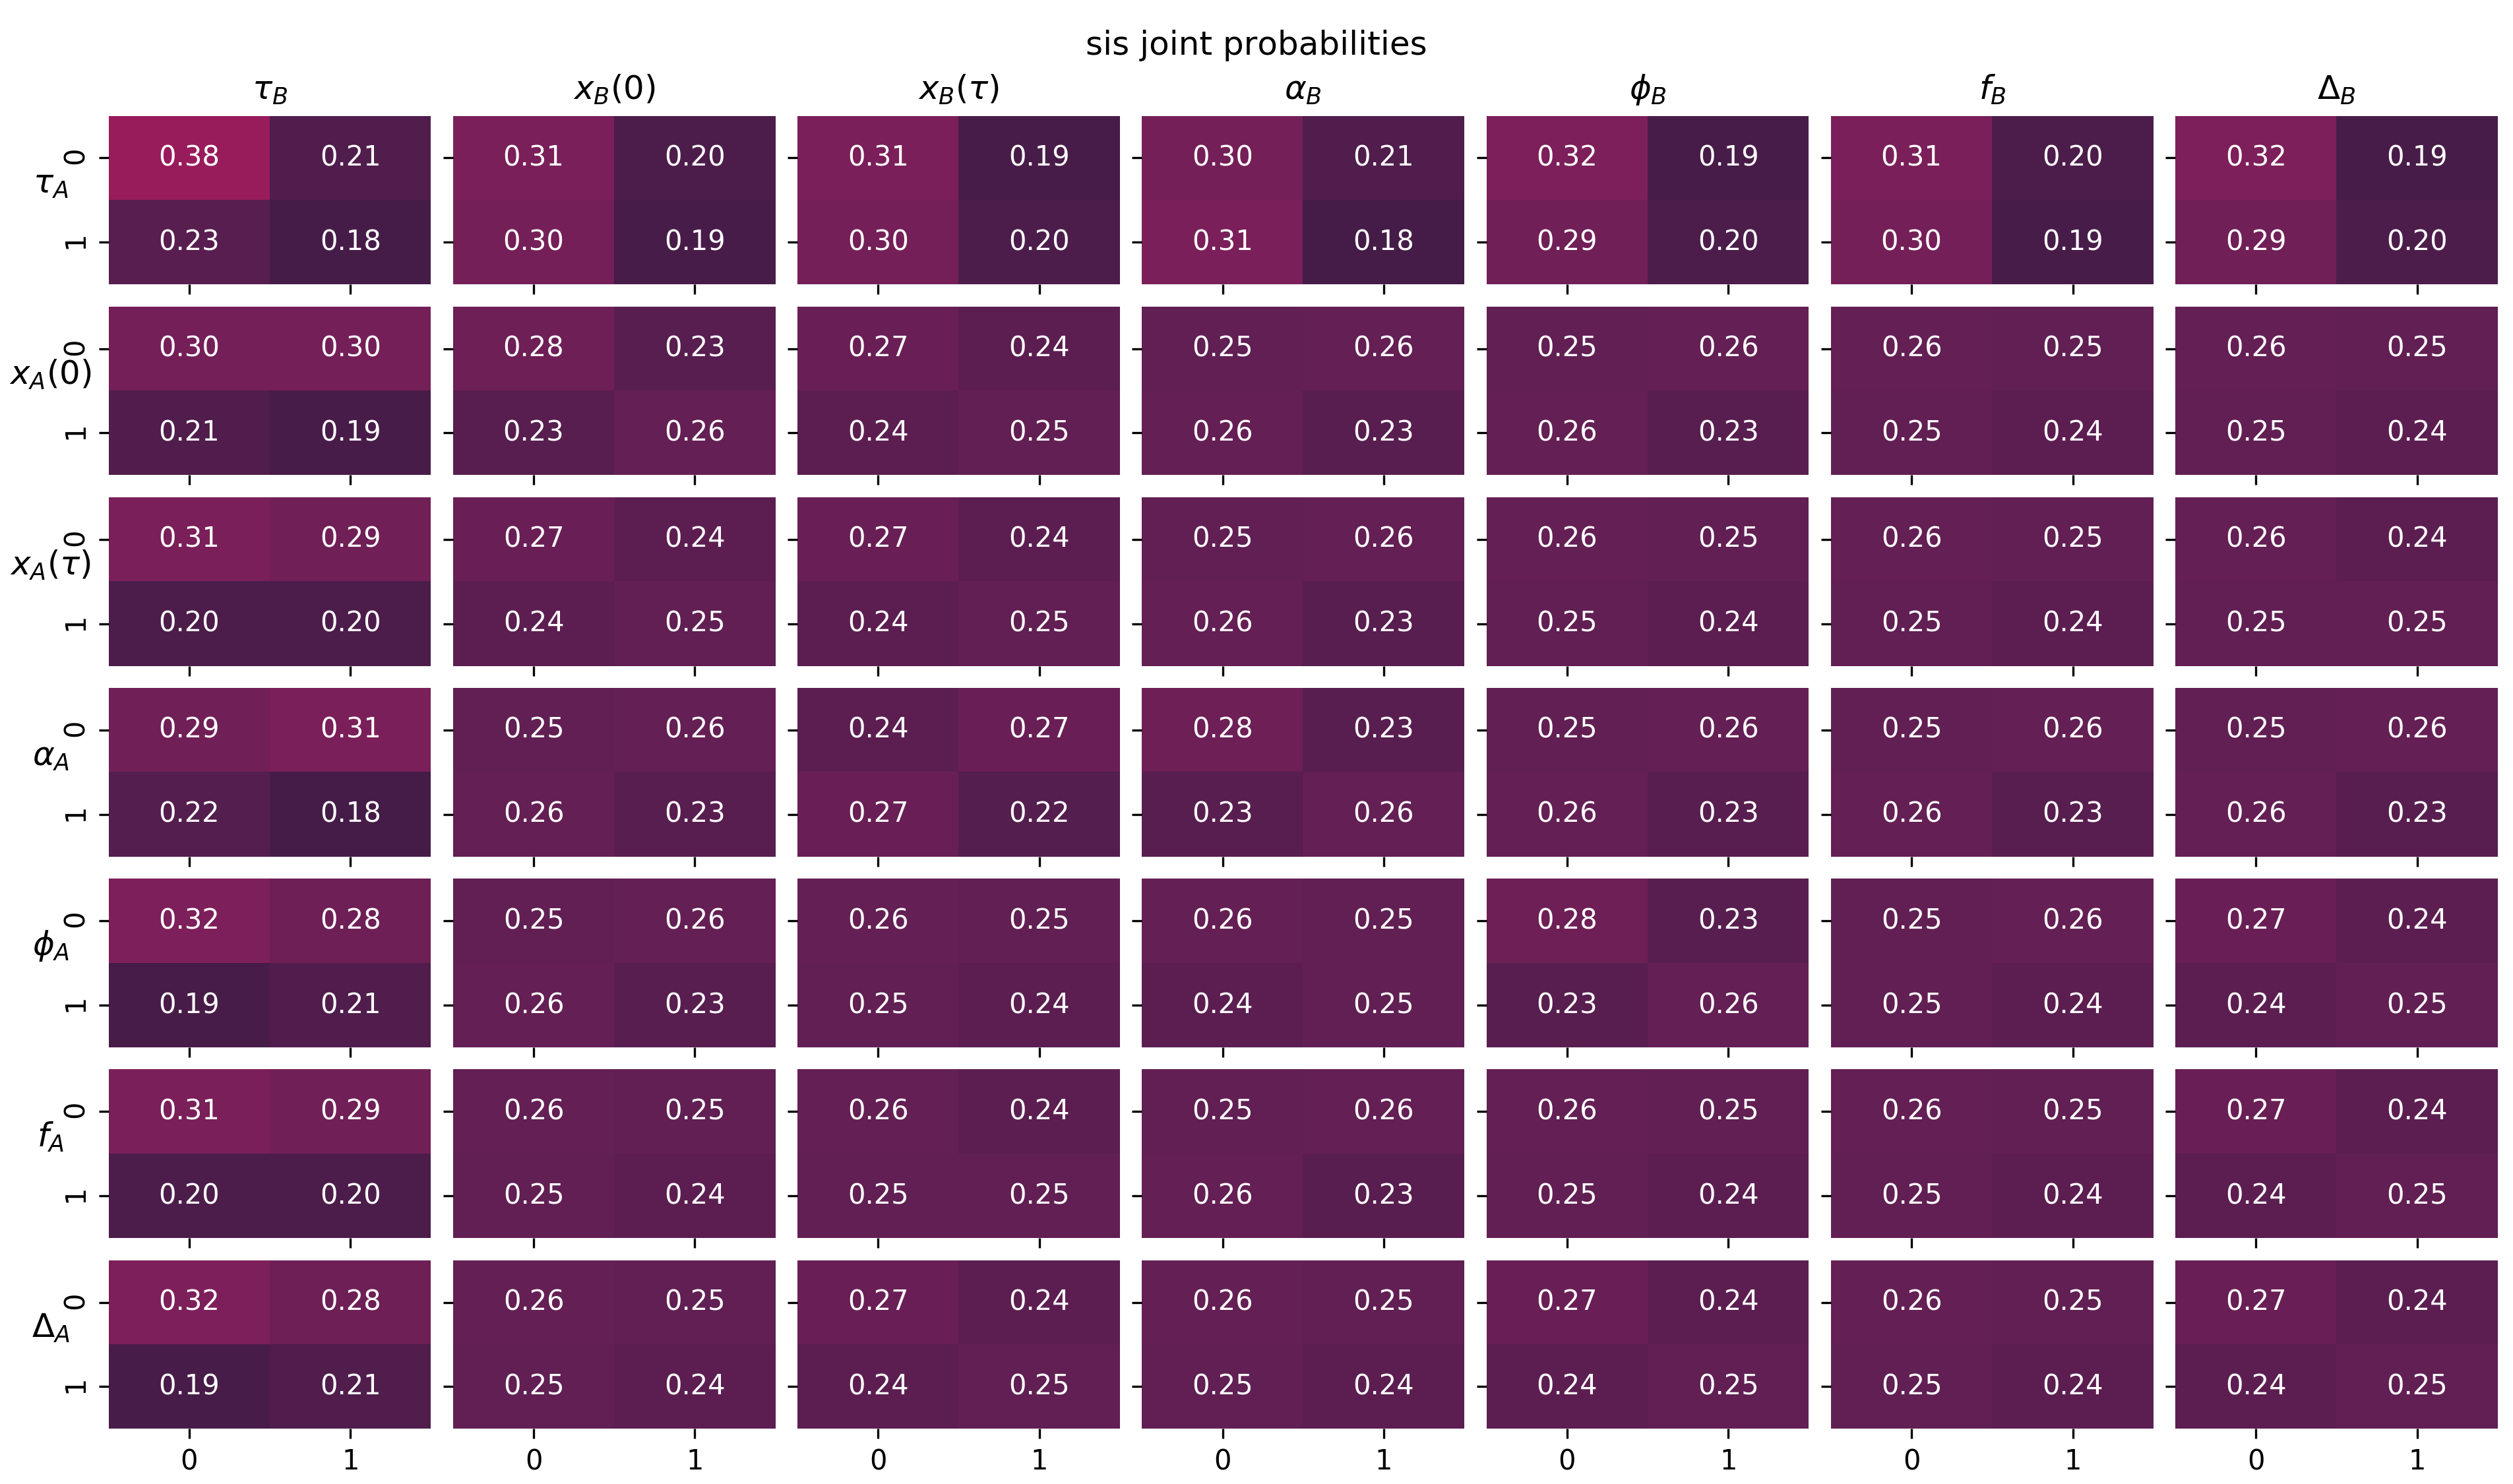 sis joint probabilities
τ_B x_B(0) x_B(τ) α_B ϕ_B f_B Δ_B
0 0.38 0.21 0.31 0.20 0.31 0.19 0.30 0.21 0.32 0.19 0.31 0.20 0.32 0.19
τ_A
1 0.23 0.18 0.30 0.19 0.30 0.20 0.31 0.18 0.29 0.20 0.30 0.19 0.29 0.20
0 0.30 0.30 0.28 0.23 0.27 0.24 0.25 0.26 0.25 0.26 0.26 0.25 0.26 0.25
x_A(0)
1 0.21 0.19 0.23 0.26 0.24 0.25 0.26 0.23 0.26 0.23 0.25 0.24 0.25 0.24
0 0.31 0.29 0.27 0.24 0.27 0.24 0.25 0.26 0.26 0.25 0.26 0.25 0.26 0.24
x_A(τ)
1 0.20 0.20 0.24 0.25 0.24 0.25 0.26 0.23 0.25 0.24 0.25 0.24 0.25 0.25
0 0.29 0.31 0.25 0.26 0.24 0.27 0.28 0.23 0.25 0.26 0.25 0.26 0.25 0.26
α_A
1 0.22 0.18 0.26 0.23 0.27 0.22 0.23 0.26 0.26 0.23 0.26 0.23 0.26 0.23
0 0.32 0.28 0.25 0.26 0.26 0.25 0.26 0.25 0.28 0.23 0.25 0.26 0.27 0.24
ϕ_A
1 0.19 0.21 0.26 0.23 0.25 0.24 0.24 0.25 0.23 0.26 0.25 0.24 0.24 0.25
0 0.31 0.29 0.26 0.25 0.26 0.24 0.25 0.26 0.26 0.25 0.26 0.25 0.27 0.24
f_A
1 0.20 0.20 0.25 0.24 0.25 0.25 0.26 0.23 0.25 0.24 0.25 0.24 0.24 0.25
0 0.32 0.28 0.26 0.25 0.27 0.24 0.26 0.25 0.27 0.24 0.26 0.25 0.27 0.24
Δ_A
1 0.19 0.21 0.25 0.24 0.24 0.25 0.25 0.24 0.24 0.25 0.25 0.24 0.24 0.25
0 1 0 1 0 1 0 1 0 1 0 1 0 1